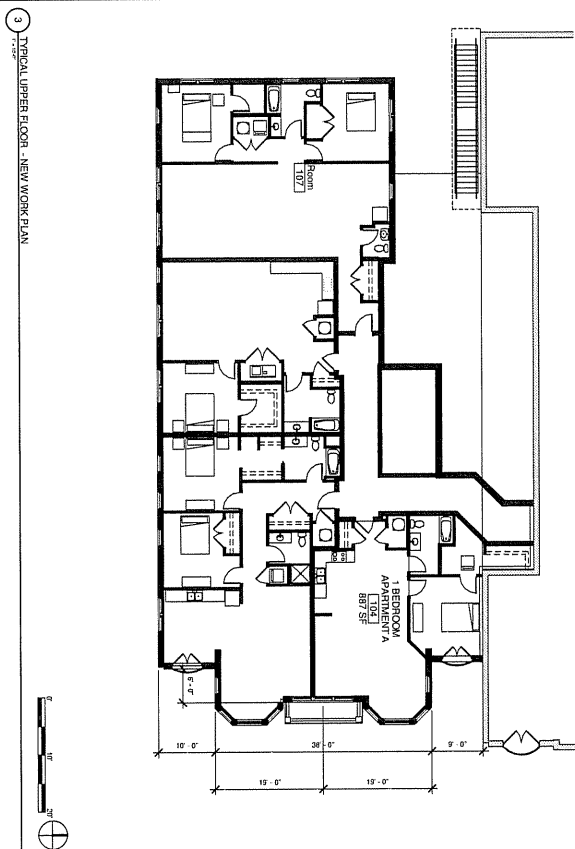 3
TYPICAL UPPER FLOOR - NEW WORK PLAN
Room
107
1 BEDROOM
APARTMENT A
104
887 SF
6' - 0"
10' - 0"
38' - 0"
9' - 0"
19' - 0"
19' - 0"
0'
10'
20'